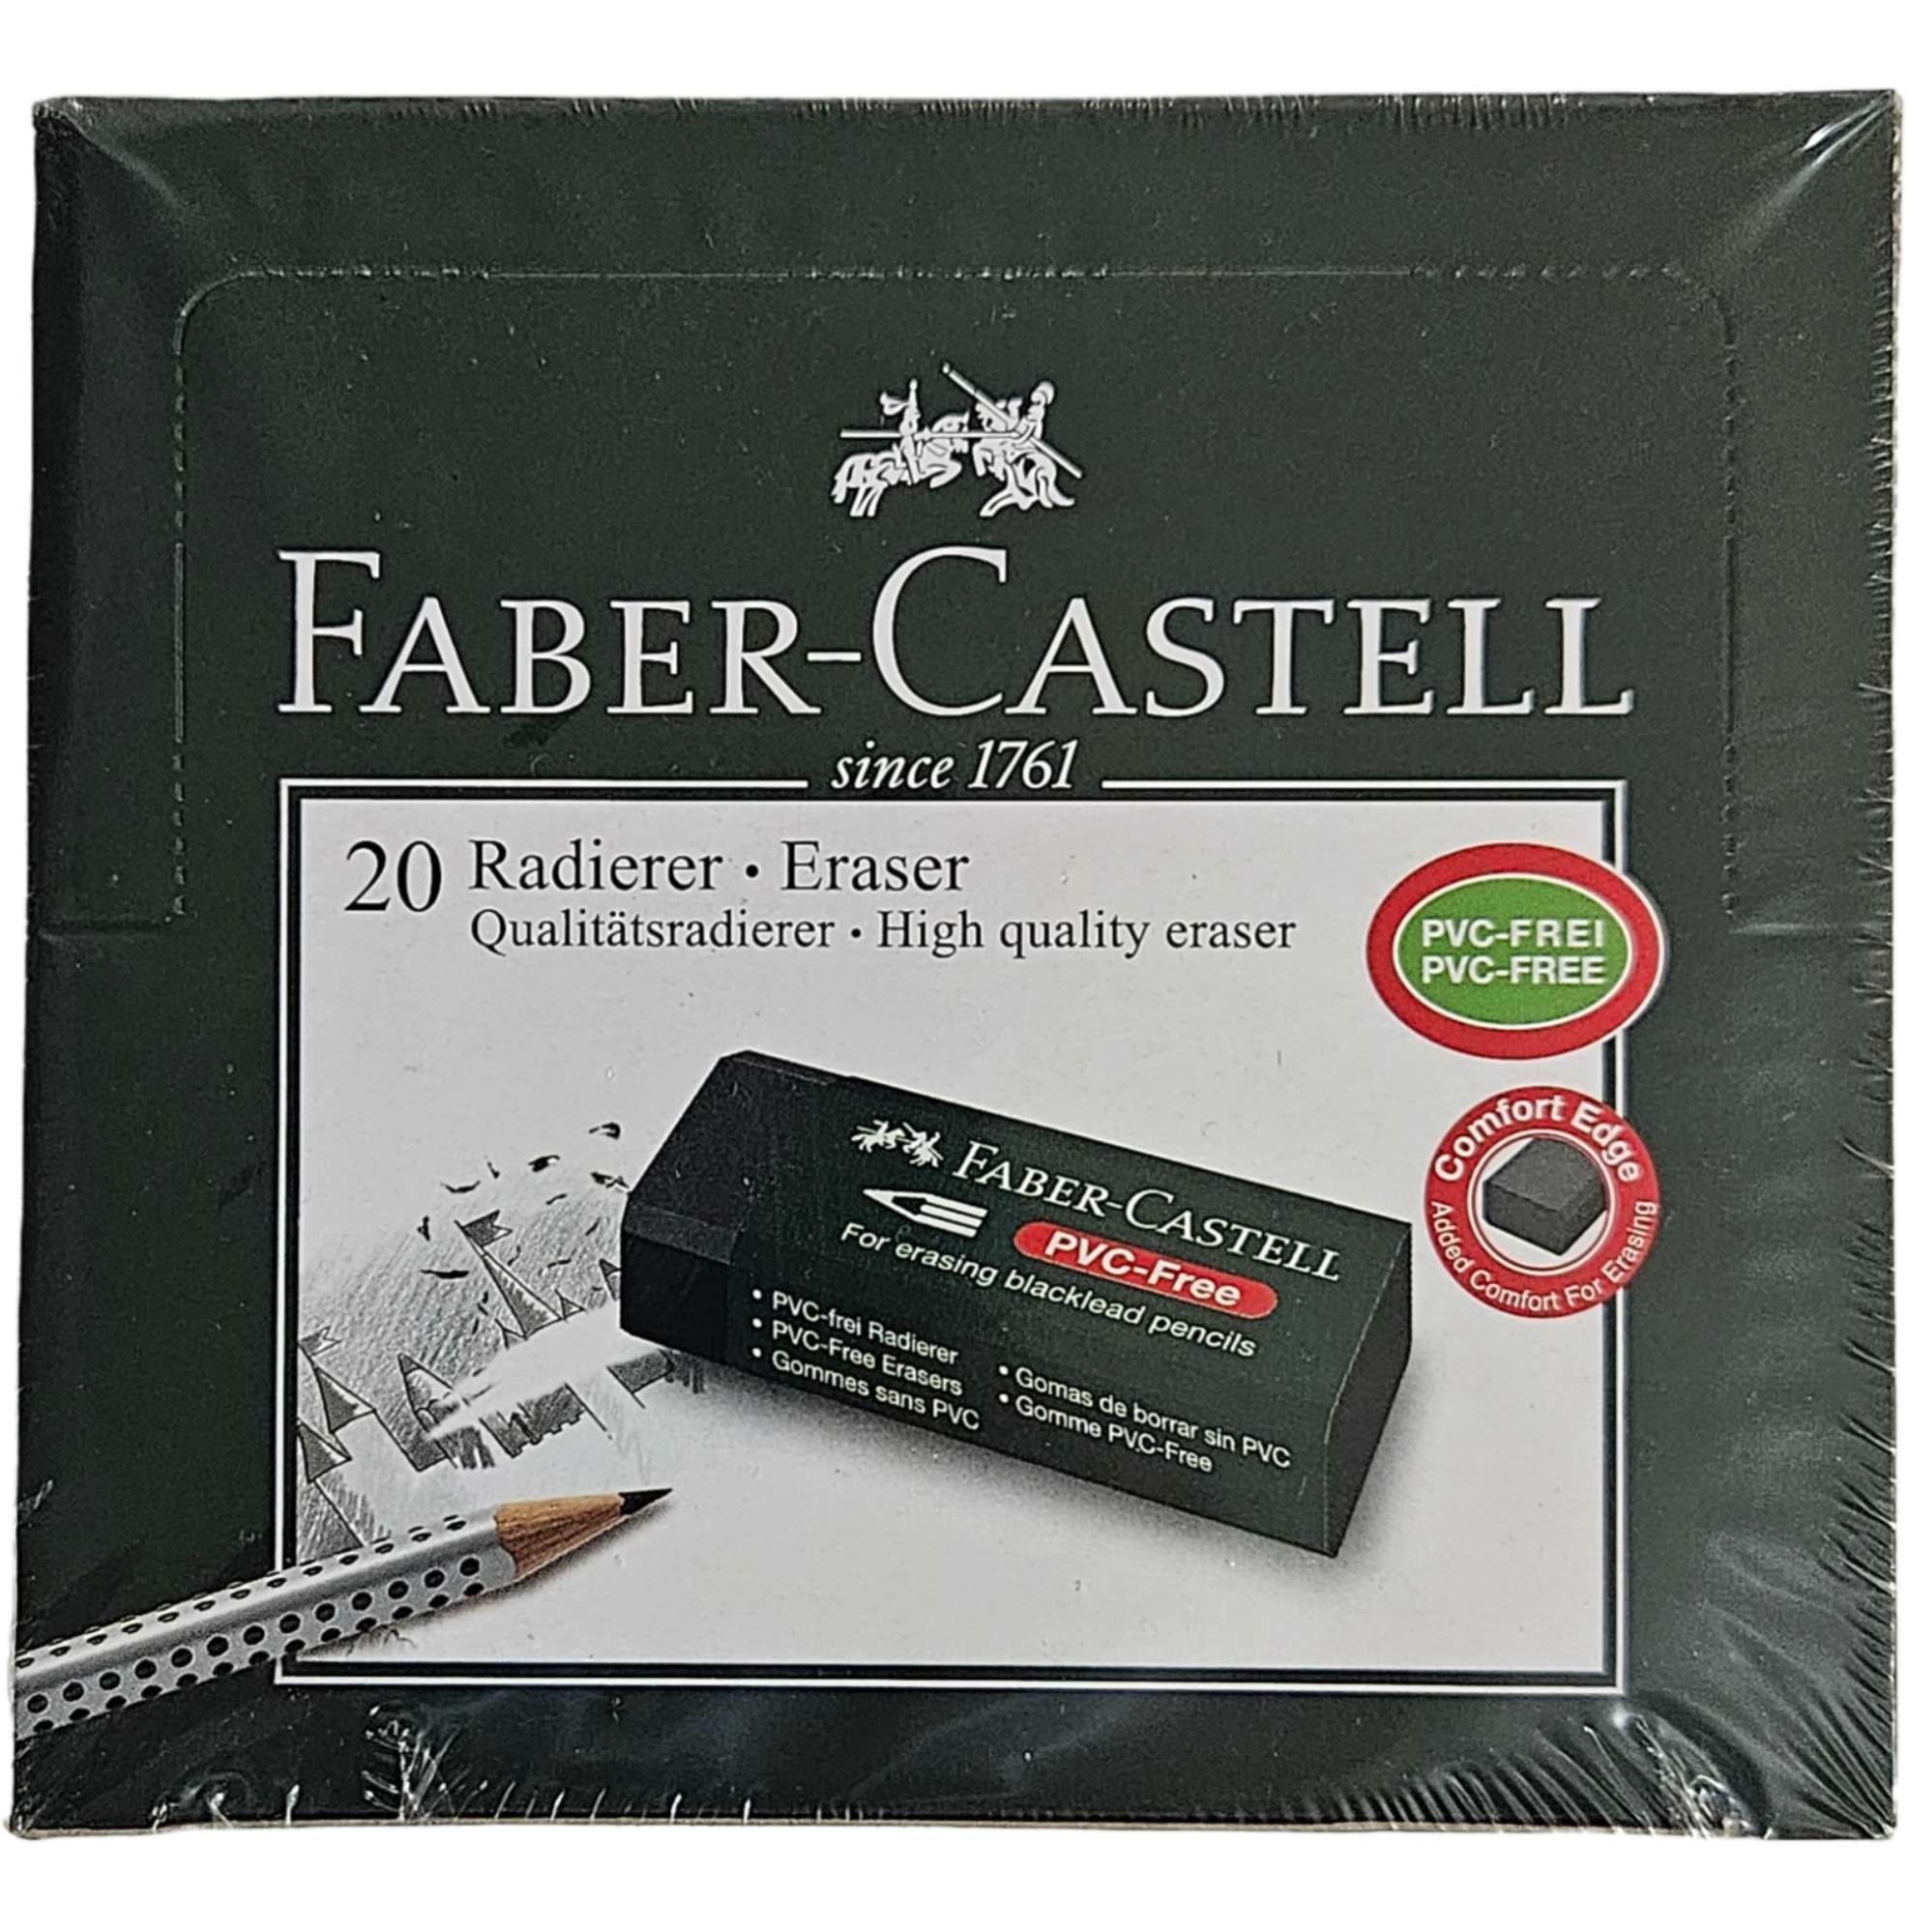 FABER-CASTELL
since 1761
20 Radierer · Eraser
Qualitätsradierer · High quality eraser
PVC-FREI
PVC-FREE
Comfort Edge
Added Comfort For Erasing
FABER-CASTELL
PVC-Free
For erasing blacklead pencils
• PVC-frei Radierer
• PVC-Free Erasers
• Gommes sans PVC
• Gomas de borrar sin PVC
• Gomme PVC-Free